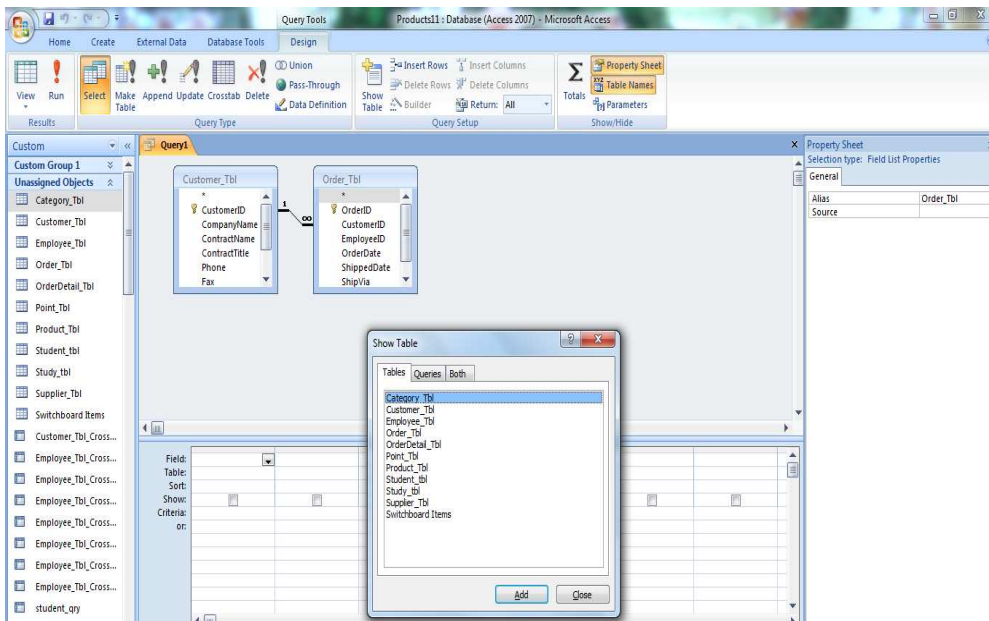 Query Tools
Products11 : Database (Access 2007) - Microsoft Access
Home Create External Data Database Tools Design
View
Run
Select
Make Table
Append
Update
Crosstab
Delete
Union
Pass-Through
Data Definition
Show Table
Insert Rows
Delete Rows
Builder
Insert Columns
Delete Columns
Return: All
Totals
Property Sheet
Table Names
Parameters
Results
Query Type
Query Setup
Show/Hide
Custom
Custom Group 1
Unassigned Objects
Category_Tbl
Customer_Tbl
Employee_Tbl
Order_Tbl
OrderDetail_Tbl
Point_Tbl
Product_Tbl
Student_tbl
Study_tbl
Supplier_Tbl
Switchboard Items
Customer_Tbl_Cross...
Employee_Tbl_Cross...
Employee_Tbl_Cross...
Employee_Tbl_Cross...
Employee_Tbl_Cross...
Employee_Tbl_Cross...
Employee_Tbl_Cross...
Employee_Tbl_Cross...
student_qry
Query1
Customer_Tbl
*
CustomerID
CompanyName
ContractName
ContractTitle
Phone
Fax
1
∞
Order_Tbl
*
OrderID
CustomerID
EmployeeID
OrderDate
ShippedDate
ShipVia
Field:
Table:
Sort:
Show:
Criteria:
or:
Show Table
Tables Queries Both
Category_Tbl
Customer_Tbl
Employee_Tbl
Order_Tbl
OrderDetail_Tbl
Point_Tbl
Product_Tbl
Student_tbl
Study_tbl
Supplier_Tbl
Switchboard Items
Add Close
Property Sheet
Selection type: Field List Properties
General
Alias Order_Tbl
Source